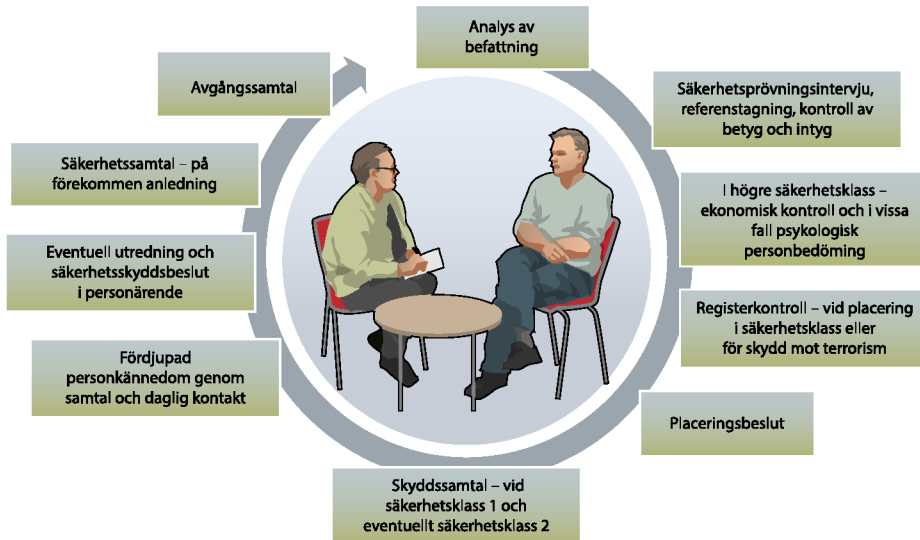 Analys av
befattning
Säkerhetsprövningsintervju,
referenstagning, kontroll av
betyg och intyg
I högre säkerhetsklass –
ekonomisk kontroll och i vissa
fall psykologisk
personbedöming
Registerkontroll – vid placering
i säkerhetsklass eller
för skydd mot terrorism
Placeringsbeslut
Skyddssamtal – vid
säkerhetsklass 1 och
eventuellt säkerhetsklass 2
Fördjupad
personkännedom genom
samtal och daglig kontakt
Eventuell utredning och
säkerhetsskyddsbeslut
i personärende
Säkerhetssamtal – på
förekommen anledning
Avgångssamtal